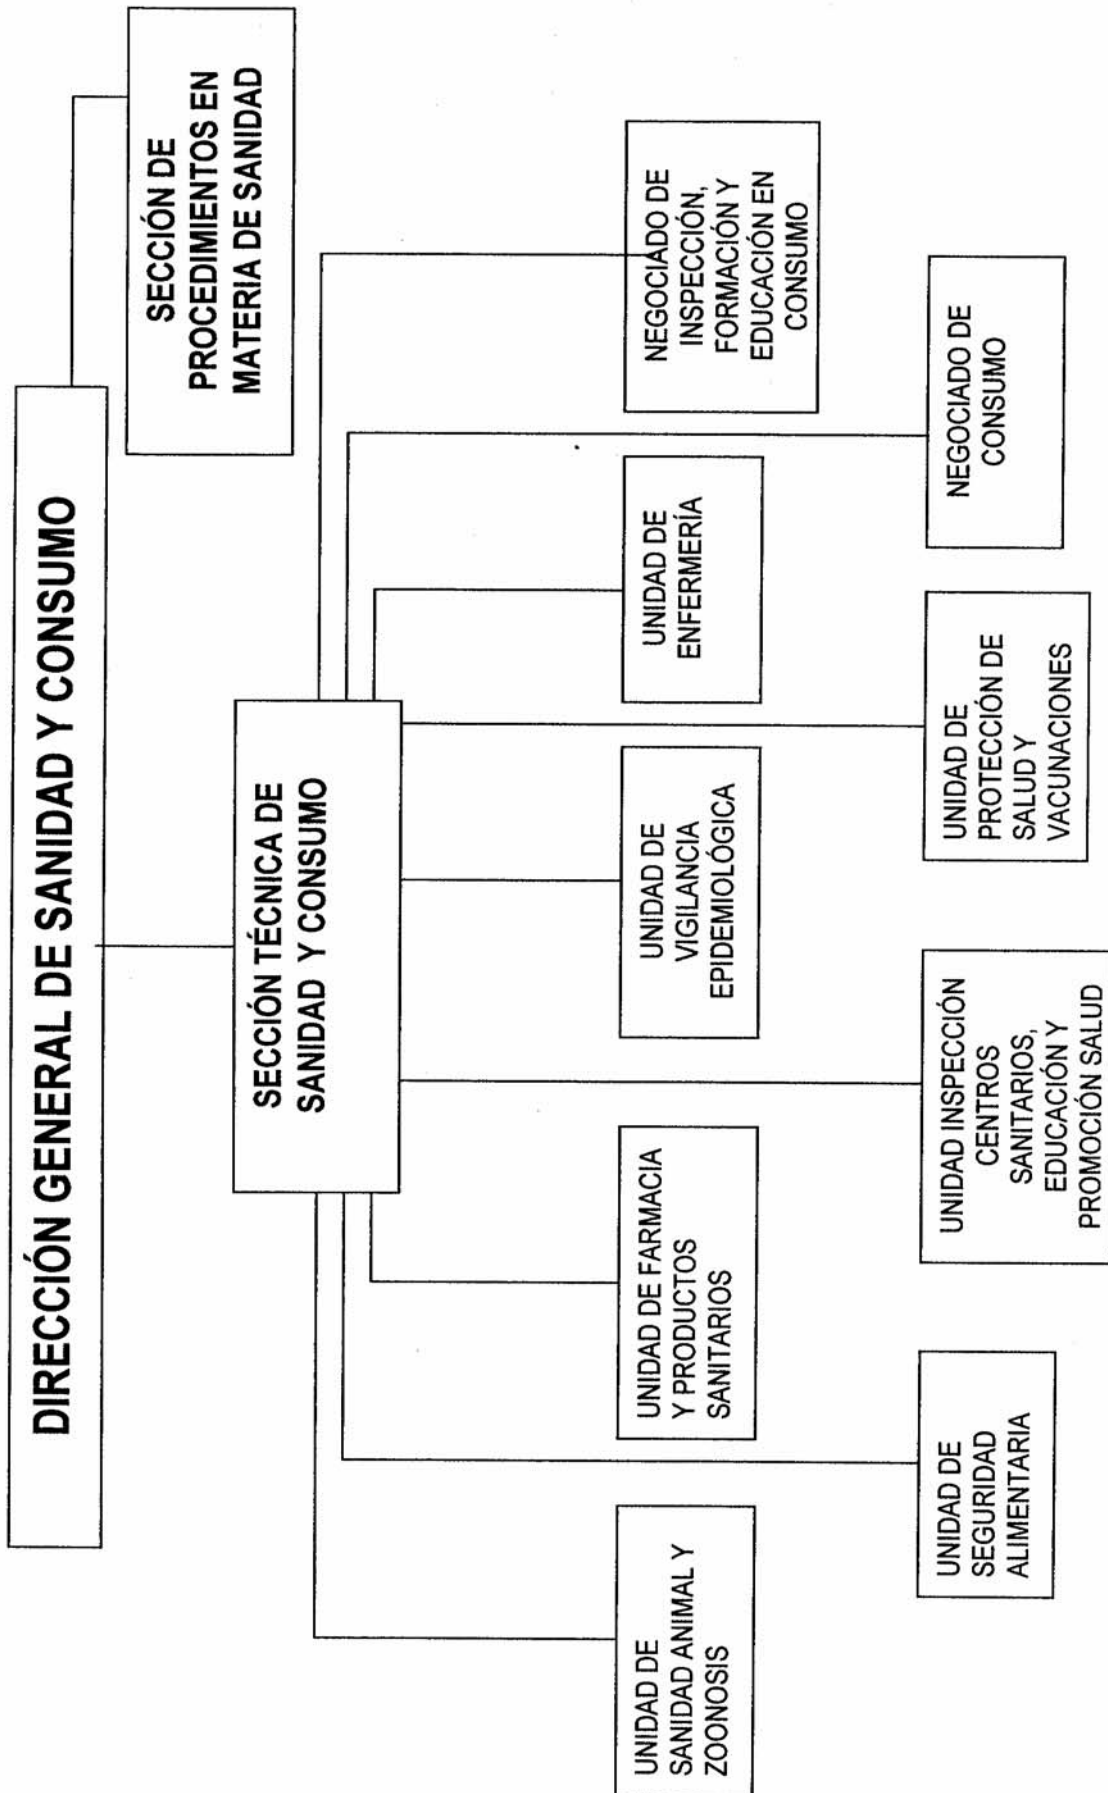 DIRECCIÓN GENERAL DE SANIDAD Y CONSUMO
SECCIÓN DE
PROCEDIMIENTOS EN
MATERIA DE SANIDAD
SECCIÓN TÉCNICA DE
SANIDAD Y CONSUMO
UNIDAD DE
SANIDAD ANIMAL Y
ZOONOSIS
UNIDAD DE FARMACIA
Y PRODUCTOS
SANITARIOS
UNIDAD DE
VIGILANCIA
EPIDEMIOLÓGICA
UNIDAD DE
ENFERMERÍA
NEGOCIADO DE
INSPECCIÓN,
FORMACIÓN Y
EDUCACIÓN EN
CONSUMO
UNIDAD DE
SEGURIDAD
ALIMENTARIA
UNIDAD INSPECCIÓN
CENTROS
SANITARIOS,
EDUCACIÓN Y
PROMOCIÓN SALUD
UNIDAD DE
PROTECCIÓN DE
SALUD Y
VACUNACIONES
NEGOCIADO DE
CONSUMO